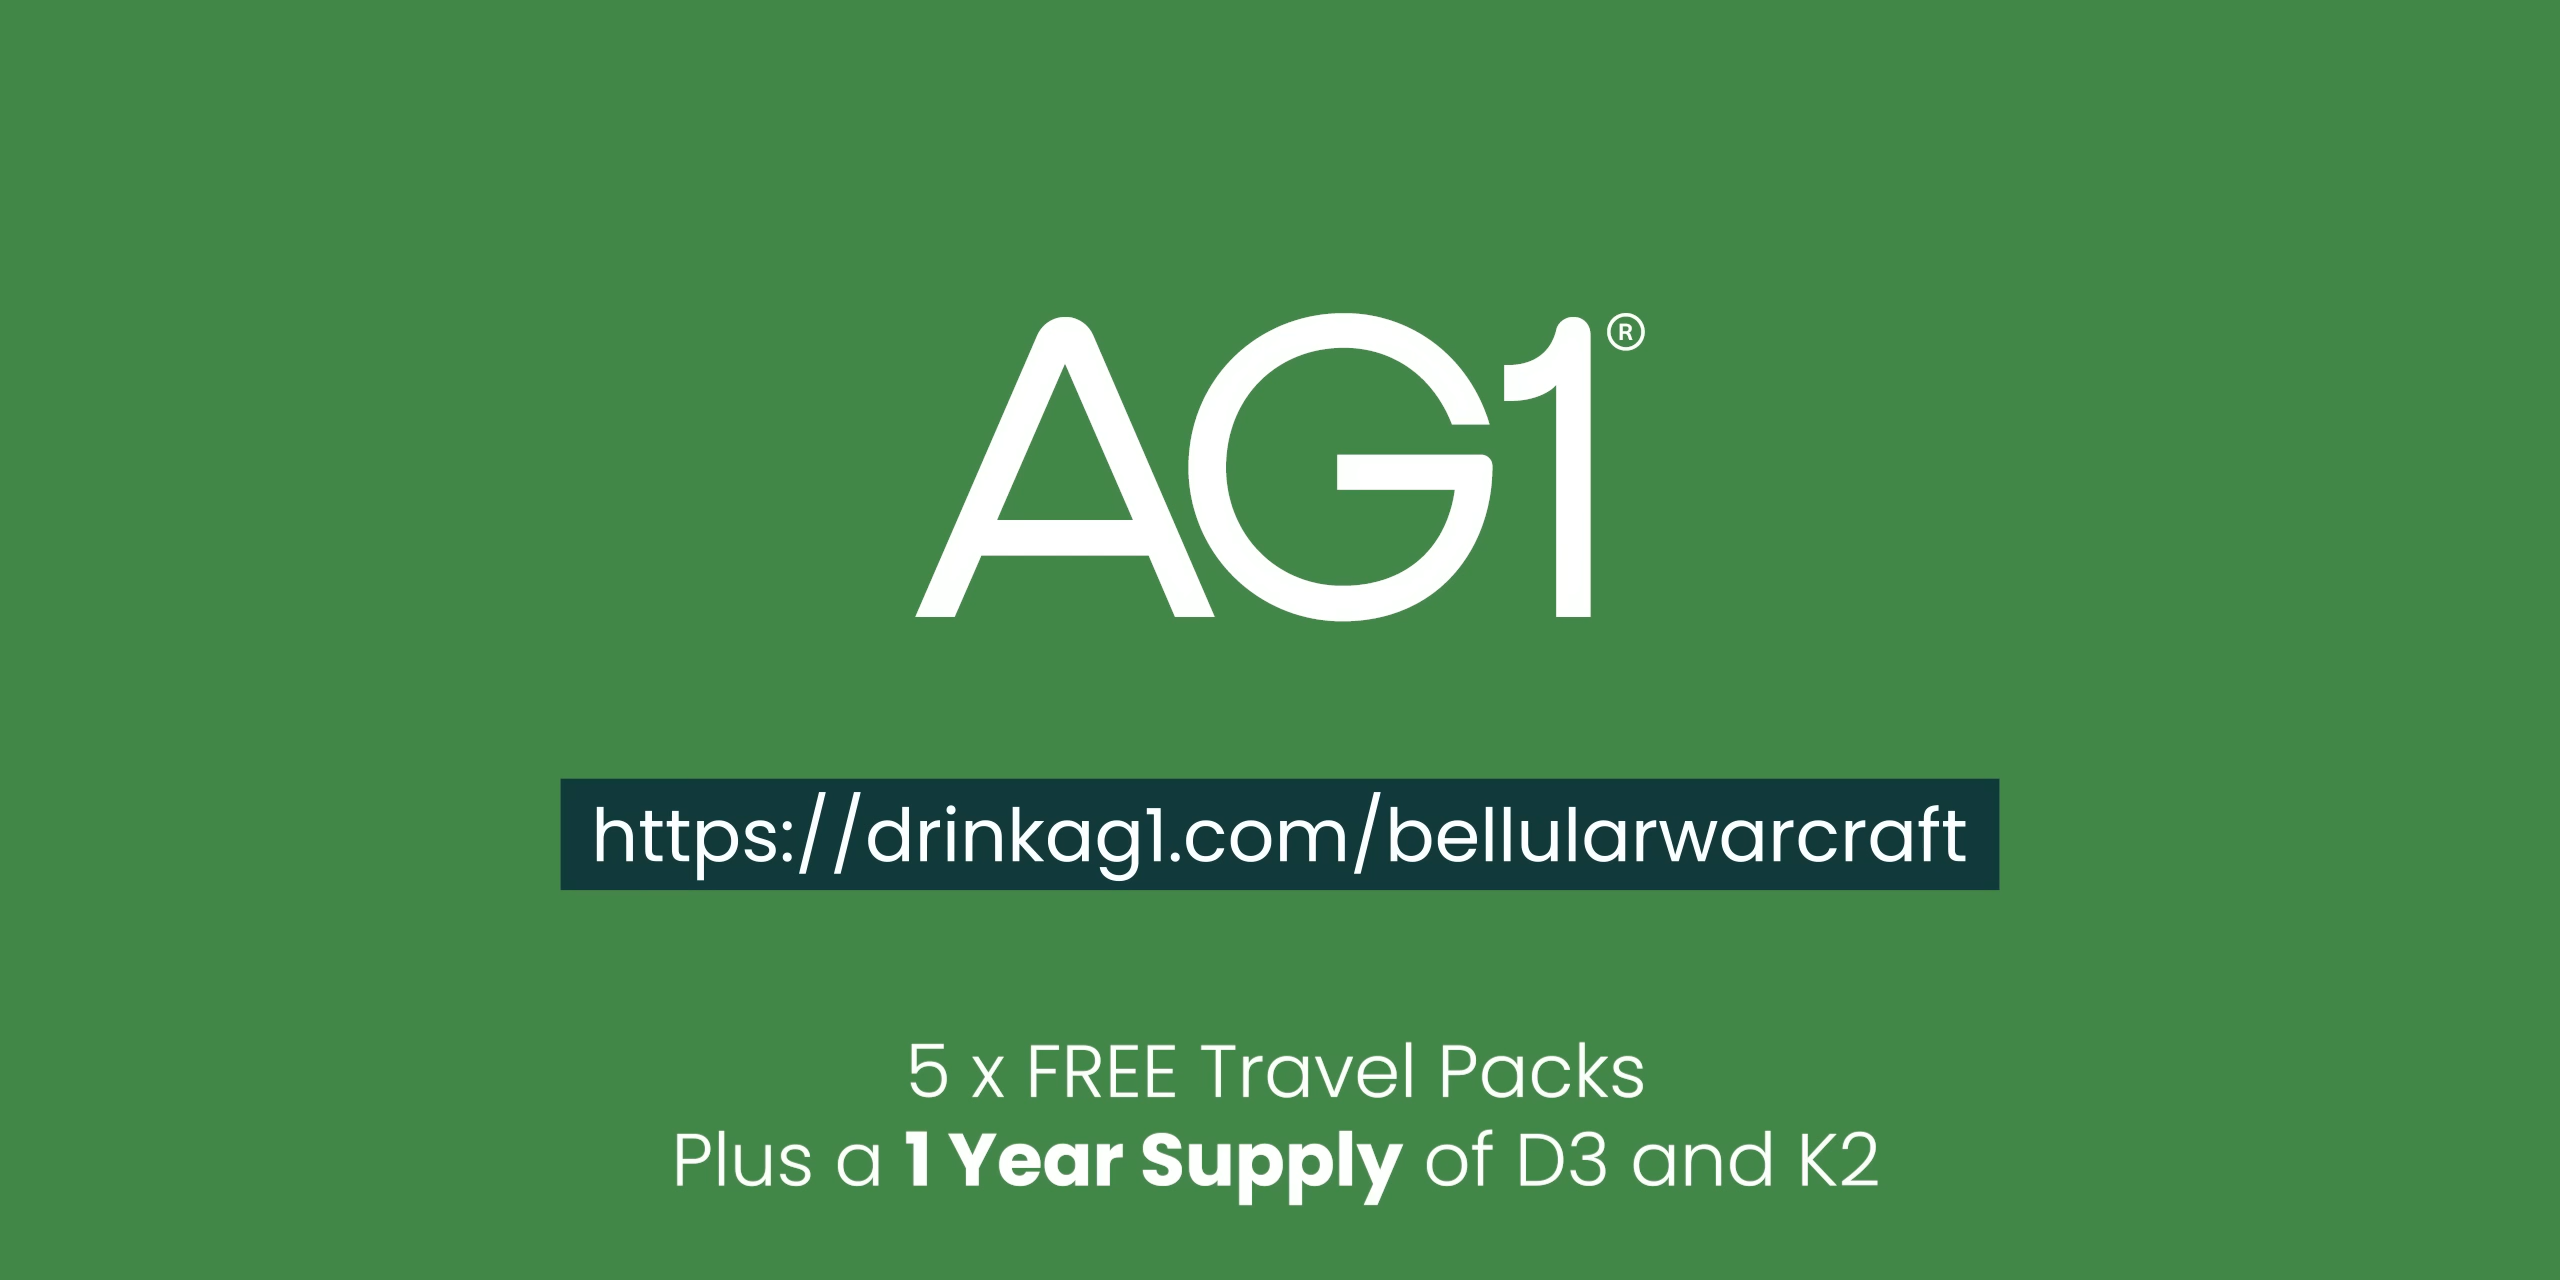 AG1®
https://drinkag1.com/bellularwarcraft
5 x FREE Travel Packs
Plus a 1 Year Supply of D3 and K2